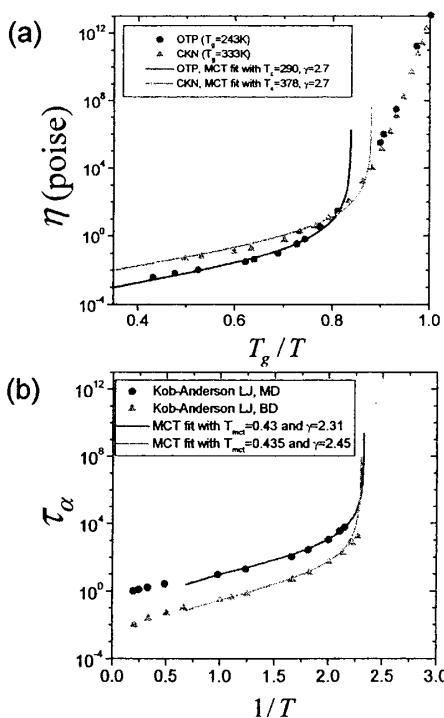 (a)
OTP (T_g=243K)
CKN (T_g=333K)
OTP, MCT fit with T_c=290, γ=2.7
CKN, MCT fit with T_c=378, γ=2.7
η (poise)
10^12
10^8
10^4
10^0
10^-4
0.4 0.6 0.8 1.0
T_g/T
(b)
Kob-Anderson LJ, MD
Kob-Anderson LJ, BD
MCT fit with T_mct=0.43 and γ=2.31
MCT fit with T_mct=0.435 and γ=2.45
τ_α
10^12
10^8
10^4
10^0
10^-4
0.0 0.5 1.0 1.5 2.0 2.5 3.0
1/T